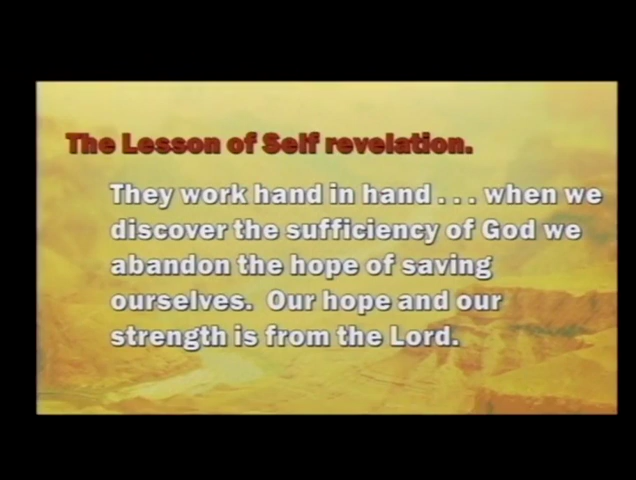 The Lesson of Self revelation.
They work hand in hand . . . when we
discover the sufficiency of God we
abandon the hope of saving
ourselves.  Our hope and our
strength is from the Lord.